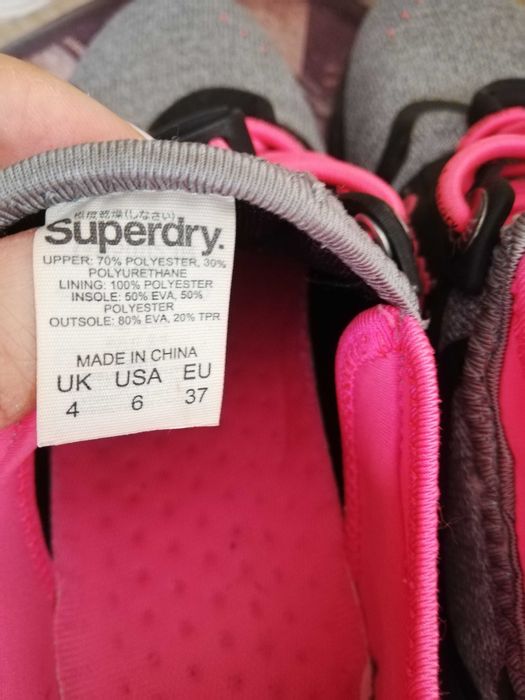 極度乾燥(しなさい)
Superdry.
UPPER: 70% POLYESTER, 30%
POLYURETHANE
LINING: 100% POLYESTER
INSOLE: 50% EVA, 50%
POLYESTER
OUTSOLE: 80% EVA, 20% TPR
MADE IN CHINA
UK USA EU
4 6 37